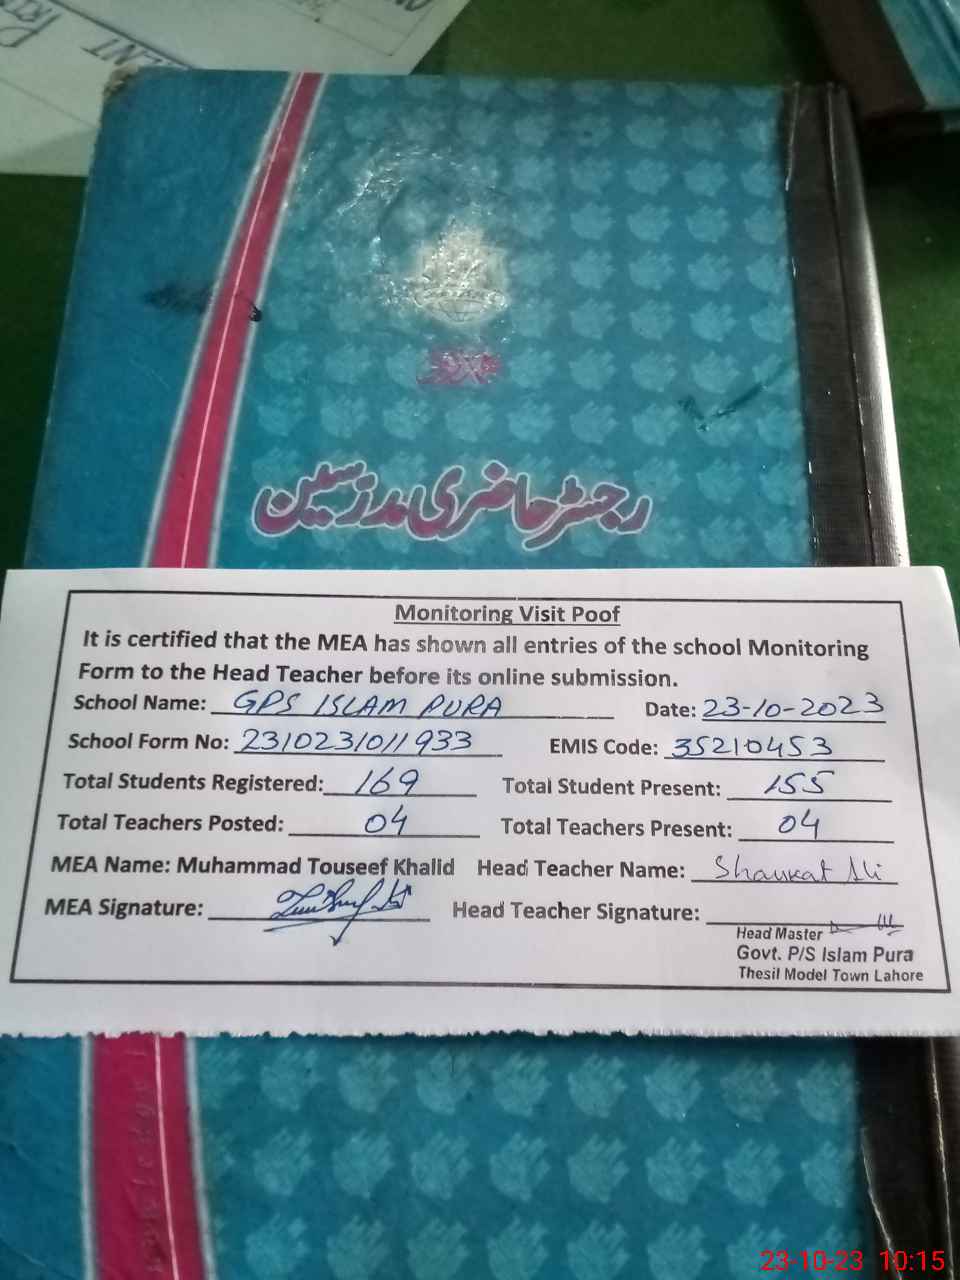 رجسٹر حاضری مدرسین
Monitoring Visit Poof
It is certified that the MEA has shown all entries of the school Monitoring
Form to the Head Teacher before its online submission.
School Name: GPS ISLAM PURA Date: 23-10-2023
School Form No: 2310231011933 EMIS Code: 35210453
Total Students Registered: 169 Total Student Present: 155
Total Teachers Posted: 04 Total Teachers Present: 04
MEA Name: Muhammad Touseef Khalid Head Teacher Name: Shaukat Ali
MEA Signature: Head Teacher Signature:
Head Master
Govt. P/S Islam Pura
Thesil Model Town Lahore
23-10-23 10:15